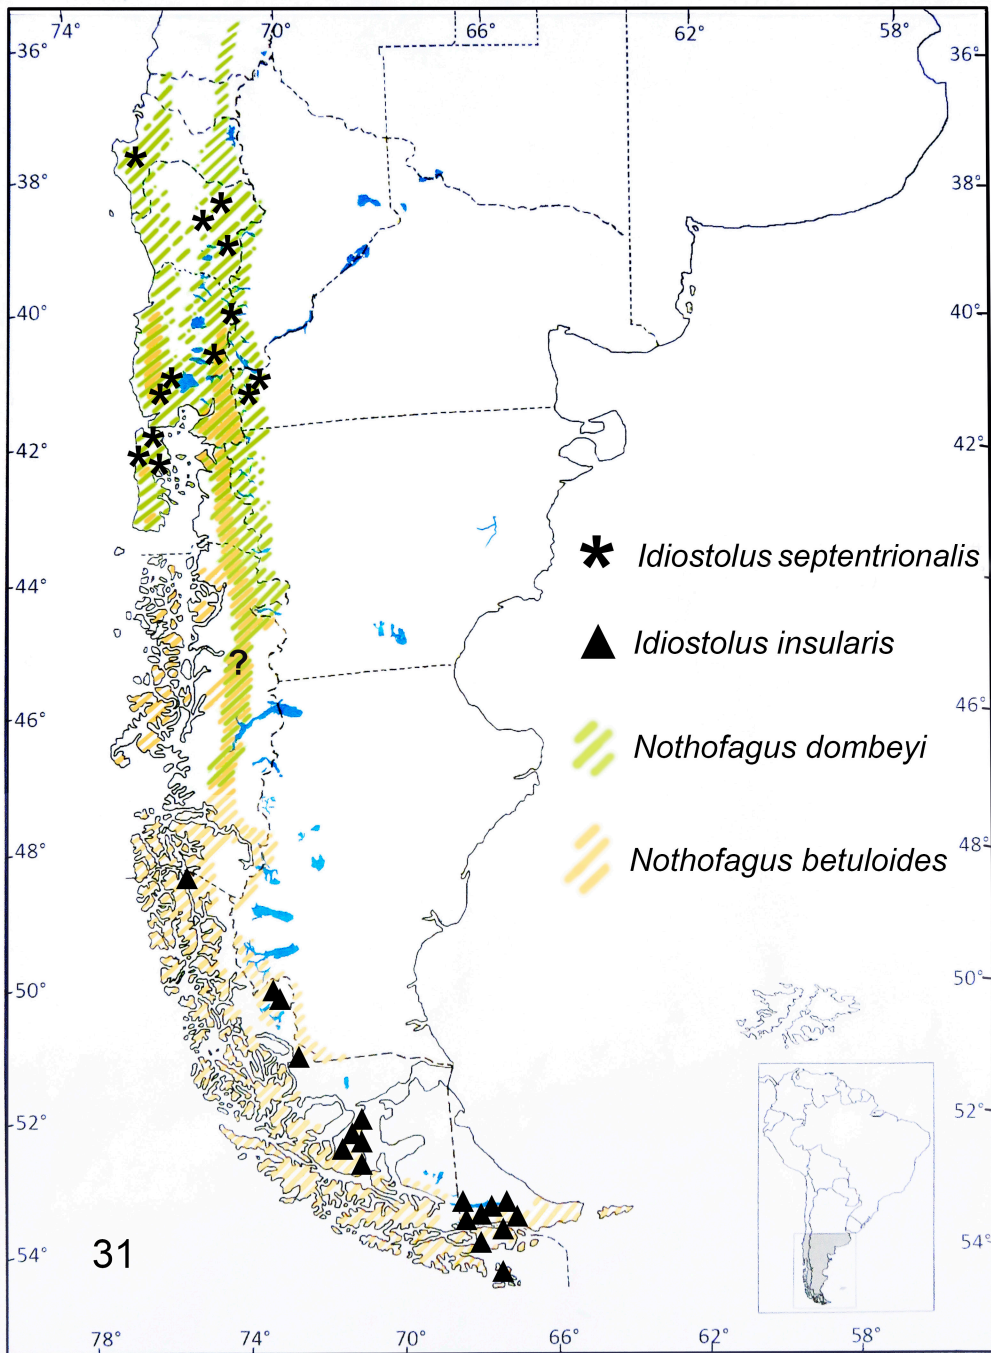 74° 70° 66° 62° 58°
36° 36°
38° 38°
40° 40°
42° 42°
* Idiostolus septentrionalis
44°
▲ Idiostolus insularis
?
46° 46°
Nothofagus dombeyi
48° 48°
Nothofagus betuloides
50° 50°
52° 52°
54° 54°
31
78° 74° 70° 66° 62° 58°